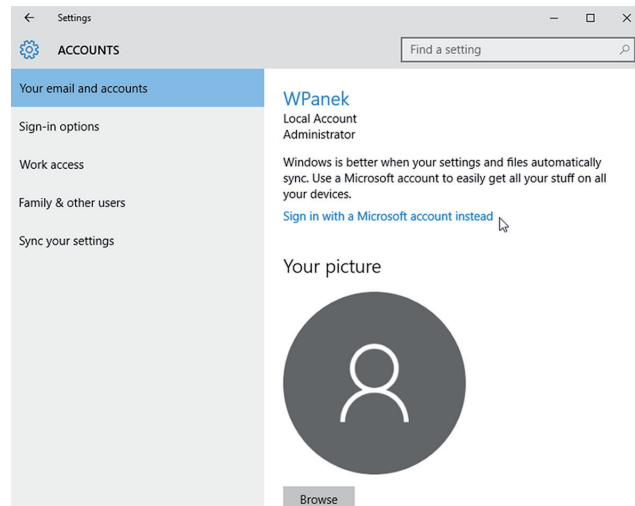 Settings
ACCOUNTS
Find a setting
Your email and accounts
Sign-in options
Work access
Family & other users
Sync your settings
WPanek
Local Account
Administrator
Windows is better when your settings and files automatically
sync. Use a Microsoft account to easily get all your stuff on all
your devices.
Sign in with a Microsoft account instead
Your picture
Browse